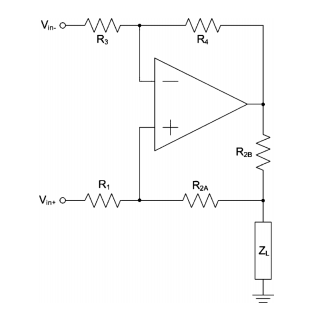 Vin-
R3
R4
R2B
R1
R2A
Vin+
ZL